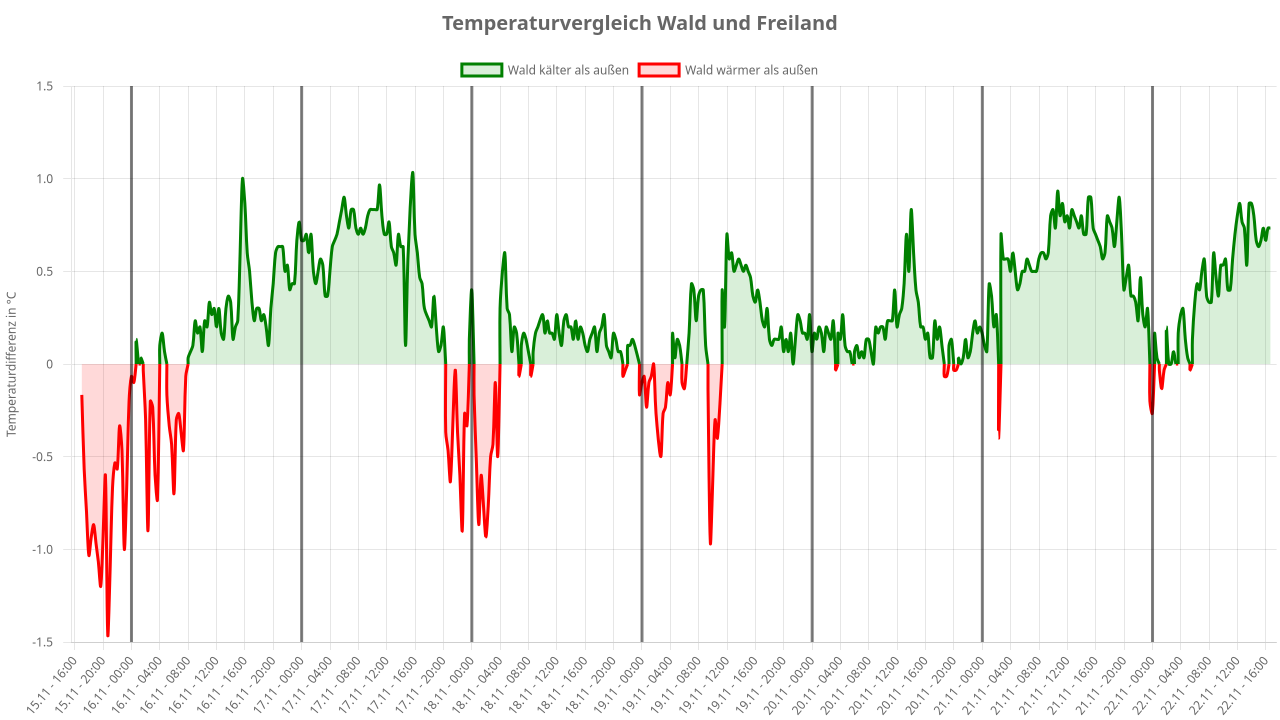 Temperaturvergleich Wald und Freiland
Wald kälter als außen
Wald wärmer als außen
Temperaturdifferenz in °C
1.5
1.0
0.5
0
-0.5
-1.0
-1.5
15.11 - 16:00
15.11 - 20:00
16.11 - 00:00
16.11 - 04:00
16.11 - 08:00
16.11 - 12:00
16.11 - 16:00
16.11 - 20:00
17.11 - 00:00
17.11 - 04:00
17.11 - 08:00
17.11 - 12:00
17.11 - 16:00
17.11 - 20:00
18.11 - 00:00
18.11 - 04:00
18.11 - 08:00
18.11 - 12:00
18.11 - 16:00
18.11 - 20:00
19.11 - 00:00
19.11 - 04:00
19.11 - 08:00
19.11 - 12:00
19.11 - 16:00
19.11 - 20:00
20.11 - 00:00
20.11 - 04:00
20.11 - 08:00
20.11 - 12:00
20.11 - 16:00
20.11 - 20:00
21.11 - 00:00
21.11 - 04:00
21.11 - 08:00
21.11 - 12:00
21.11 - 16:00
21.11 - 20:00
22.11 - 00:00
22.11 - 04:00
22.11 - 08:00
22.11 - 12:00
22.11 - 16:00